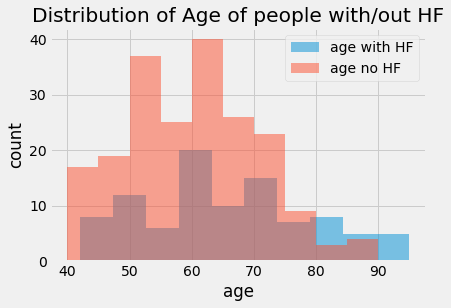 Distribution of Age of people with/out HF
age with HF
age no HF
count
40
30
20
10
0
40 50 60 70 80 90
age